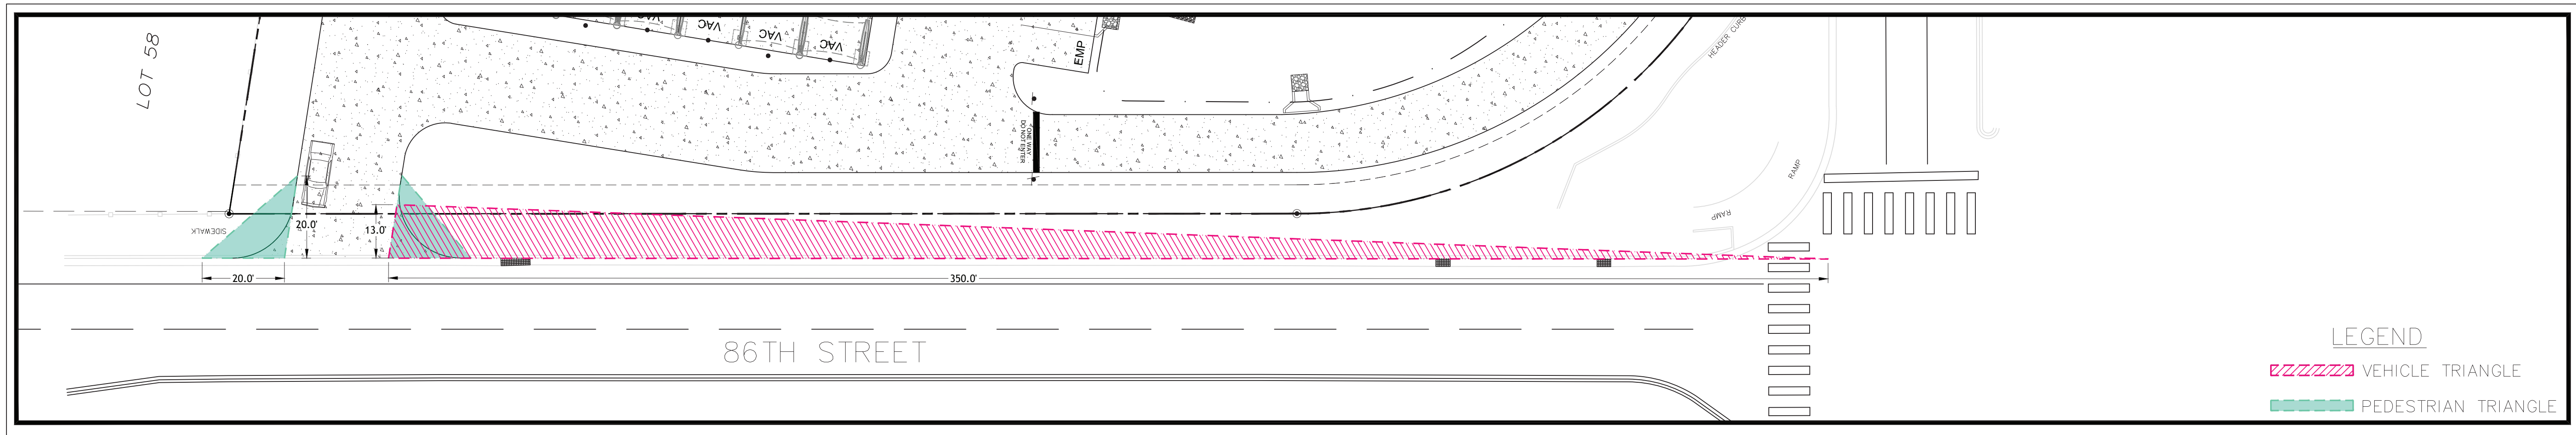 LOT 58
VAC
VAC
VAC
VAC
EMP
HEADER CURB
ONE WAY
DO NOT ENTER
RAMP
RAMP
SIDEWALK
20.0'
13.0'
20.0'
350.0'
86TH STREET
LEGEND
VEHICLE TRIANGLE
PEDESTRIAN TRIANGLE